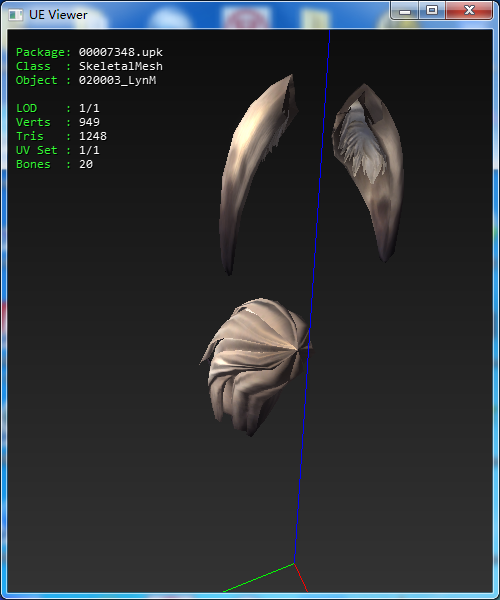 UE Viewer
Package: 00007348.upk
Class : SkeletalMesh
Object : 020003_LynM
LOD : 1/1
Verts : 949
Tris : 1248
UV Set : 1/1
Bones : 20